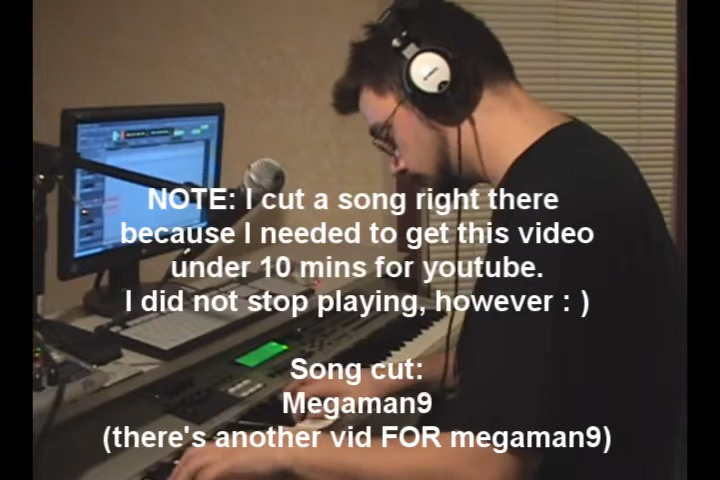 NOTE: I cut a song right there
because I needed to get this video
under 10 mins for youtube.
I did not stop playing, however : )
Song cut:
Megaman9
(there's another vid FOR megaman9)